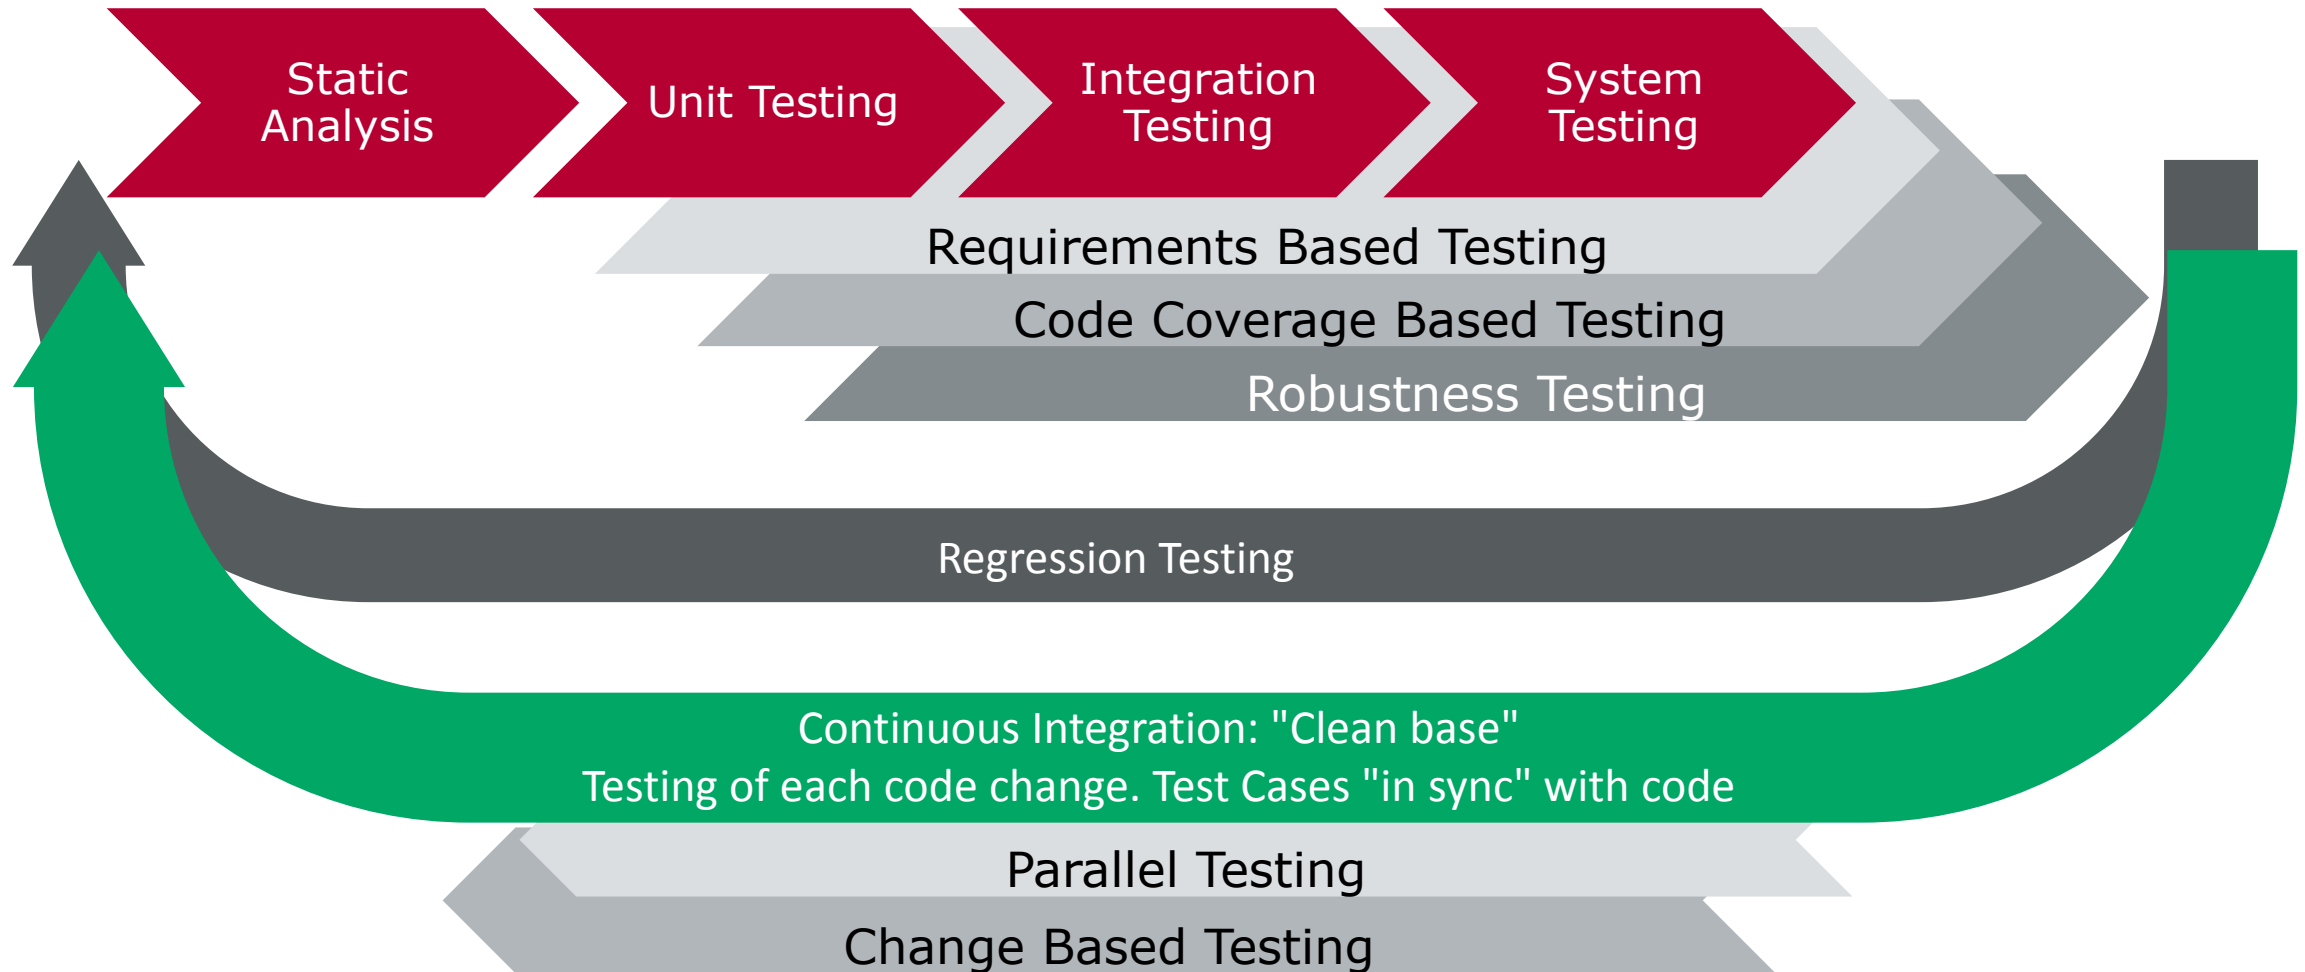 Static
Analysis
Unit Testing
Integration
Testing
System
Testing
Requirements Based Testing
Code Coverage Based Testing
Robustness Testing
Regression Testing
Continuous Integration: "Clean base"
Testing of each code change. Test Cases "in sync" with code
Parallel Testing
Change Based Testing